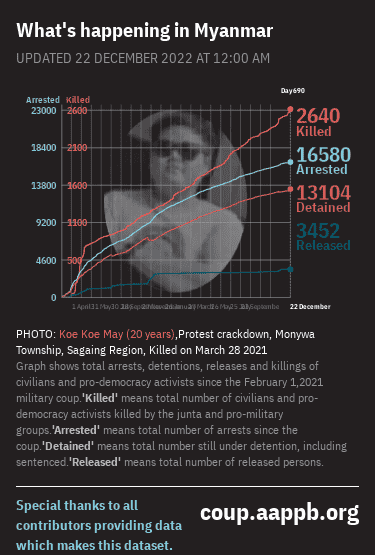 What's happening in Myanmar
UPDATED 22 DECEMBER 2022 AT 12:00 AM
Day690
Arrested Killed
23000 2600
2640
Killed
18400 2100
16580
Arrested
13800 1600
13104
Detained
9200 1100
3452
Released
4600 500
0
22 December
PHOTO: Koe Koe May (20 years),Protest crackdown, Monywa
Township, Sagaing Region, Killed on March 28 2021
Graph shows total arrests, detentions, releases and killings of
civilians and pro-democracy activists since the February 1,2021
military coup.'Killed' means total number of civilians and pro-
democracy activists killed by the junta and pro-military
groups.'Arrested' means total number of arrests since the
coup.'Detained' means total number still under detention, including
sentenced.'Released' means total number of released persons.
Special thanks to all
contributors providing data
which makes this dataset.
coup.aappb.org